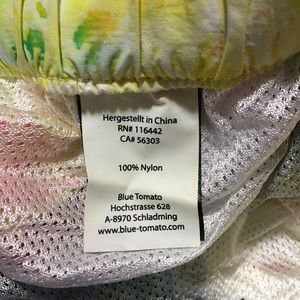 Hergestellt in China
RN# 116442
CA# 56303
100% Nylon
Blue Tomato
Hochstrasse 628
A-8970 Schladming
www.blue-tomato.com